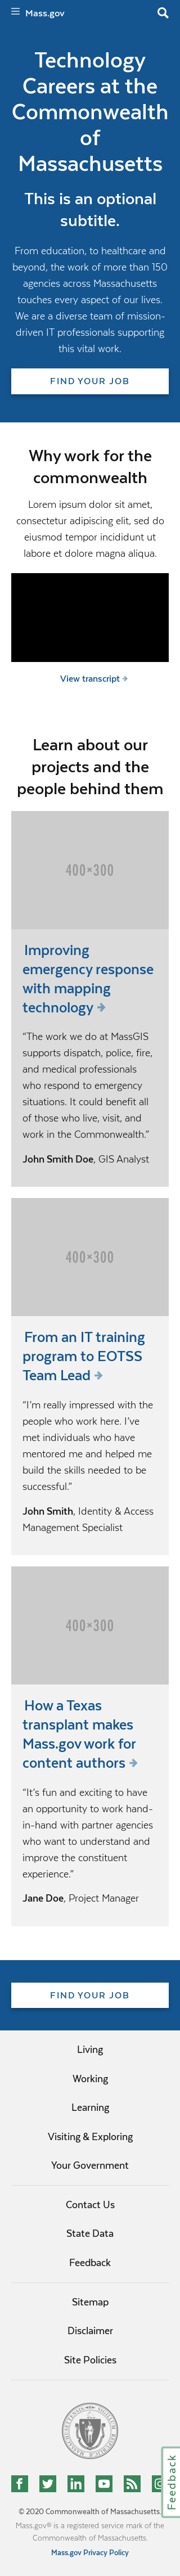 Mass.gov
Technology
Careers at the
Commonwealth
of
Massachusetts
This is an optional
subtitle.
From education, to healthcare and
beyond, the work of more than 150
agencies across Massachusetts
touches every aspect of our lives.
We are a diverse team of mission-
driven IT professionals supporting
this vital work.
FIND YOUR JOB
Why work for the
commonwealth
Lorem ipsum dolor sit amet,
consectetur adipiscing elit, sed do
eiusmod tempor incididunt ut
labore et dolore magna aliqua.
View transcript
Learn about our
projects and the
people behind them
400×300
Improving
emergency response
with mapping
technology
“The work we do at MassGIS
supports dispatch, police, fire,
and medical professionals
who respond to emergency
situations. It could benefit all
of those who live, visit, and
work in the Commonwealth.”
John Smith Doe, GIS Analyst
400×300
From an IT training
program to EOTSS
Team Lead
“I’m really impressed with the
people who work here. I’ve
met individuals who have
mentored me and helped me
build the skills needed to be
successful.”
John Smith, Identity & Access
Management Specialist
400×300
How a Texas
transplant makes
Mass.gov work for
content authors
“It’s fun and exciting to have
an opportunity to work hand-
in-hand with partner agencies
who want to understand and
improve the constituent
experience.”
Jane Doe, Project Manager
FIND YOUR JOB
Living
Working
Learning
Visiting & Exploring
Your Government
Contact Us
State Data
Feedback
Sitemap
Disclaimer
Site Policies
Feedback
© 2020 Commonwealth of Massachusetts.
Mass.gov® is a registered service mark of the
Commonwealth of Massachusetts.
Mass.gov Privacy Policy